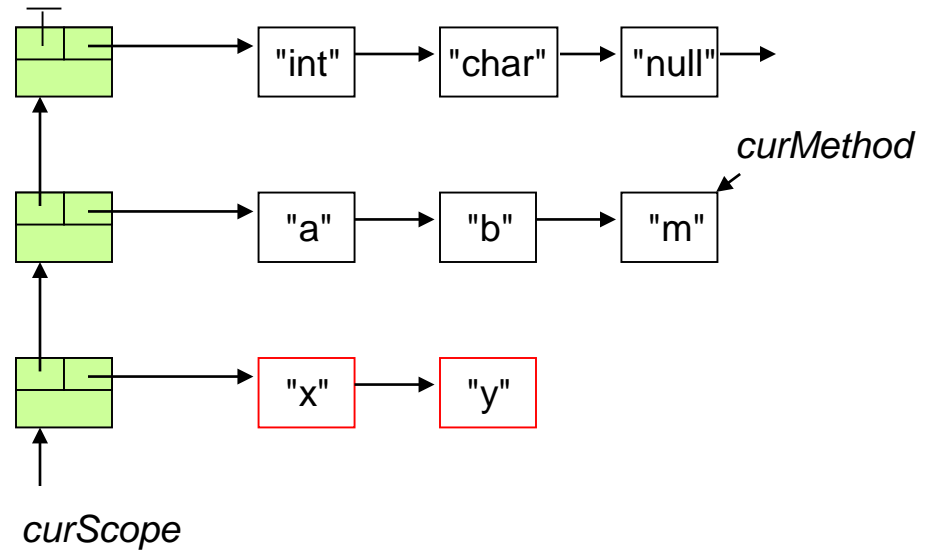 "int" "char" "null"
curMethod
"a" "b" "m"
"x" "y"
curScope